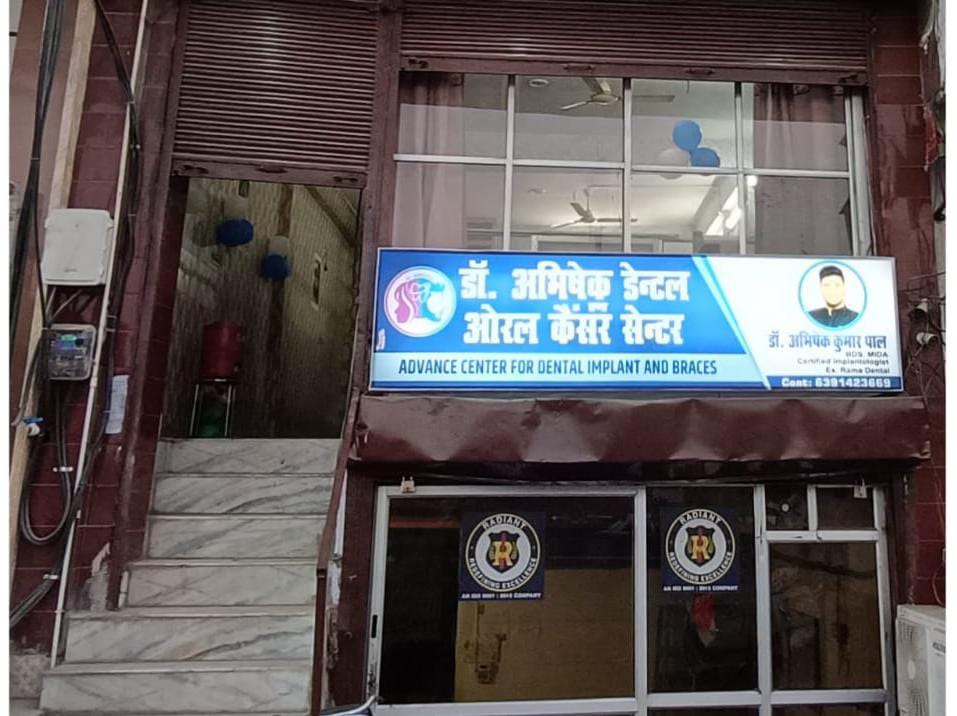 डॉ. अभिषेक डेन्टल
ओरल कैंसर सेन्टर
ADVANCE CENTER FOR DENTAL IMPLANT AND BRACES
डॉ. अभिषेक कुमार पाल
BDS. MIDA
Certified Implantologist
Ex. Rama Dental
Cont: 6391423669
RADIANT
R
REDEFINING EXCELLENCE
AN ISO 9001 : 2015 COMPANY
RADIANT
R
REDEFINING EXCELLENCE
AN ISO 9001 : 2015 COMPANY